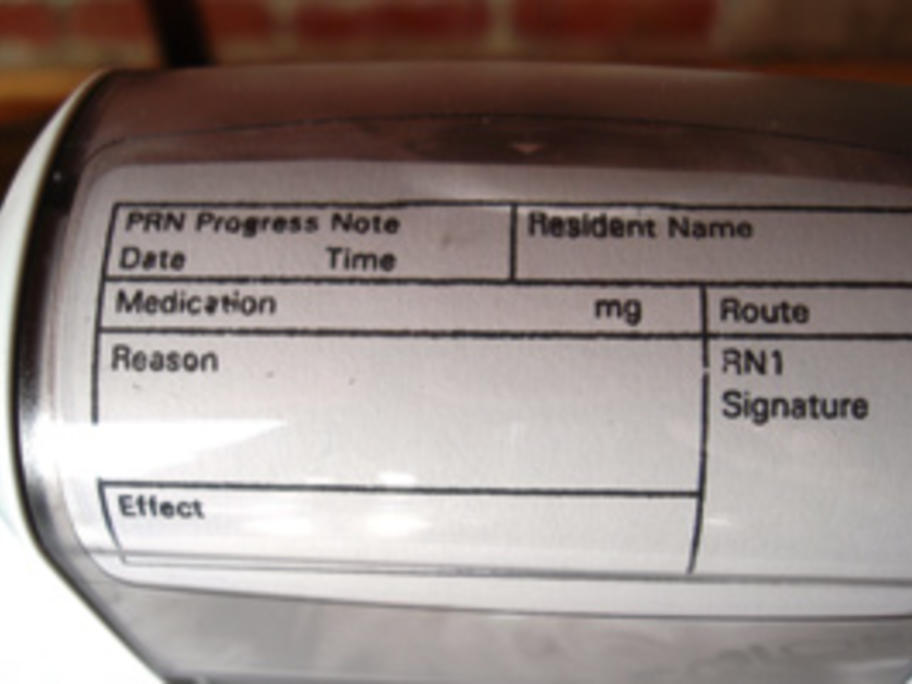 PRN Progress Note
Date Time
Resident Name
Medication mg
Route
Reason
RN1
Signature
Effect